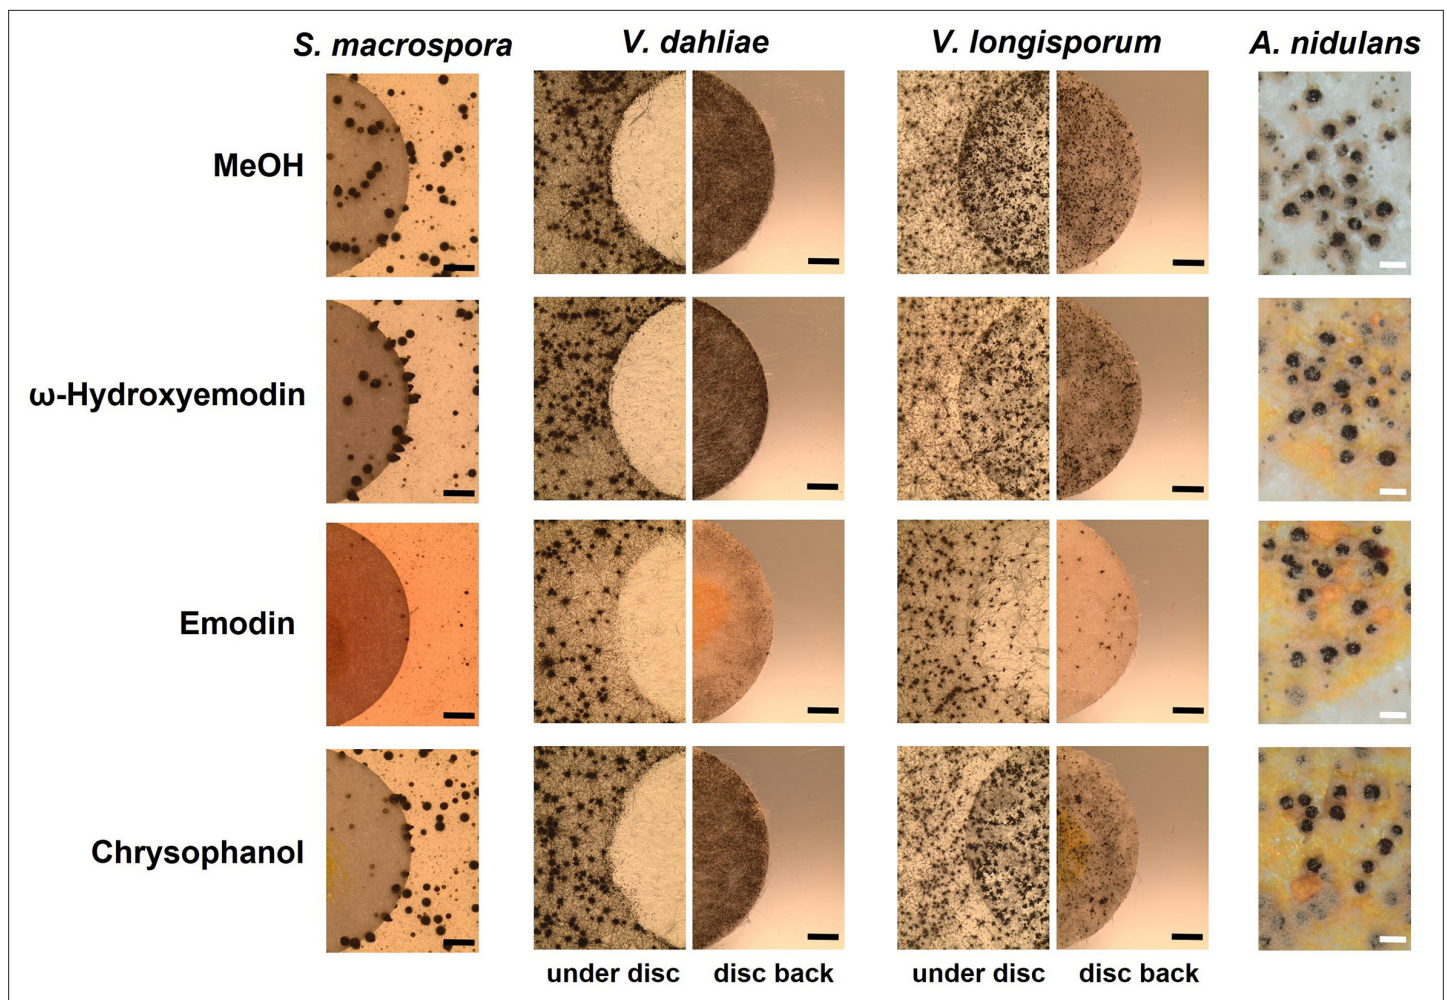 S. macrospora V. dahliae V. longisporum A. nidulans
MeOH
ω-Hydroxyemodin
Emodin
Chrysophanol
under disc disc back under disc disc back